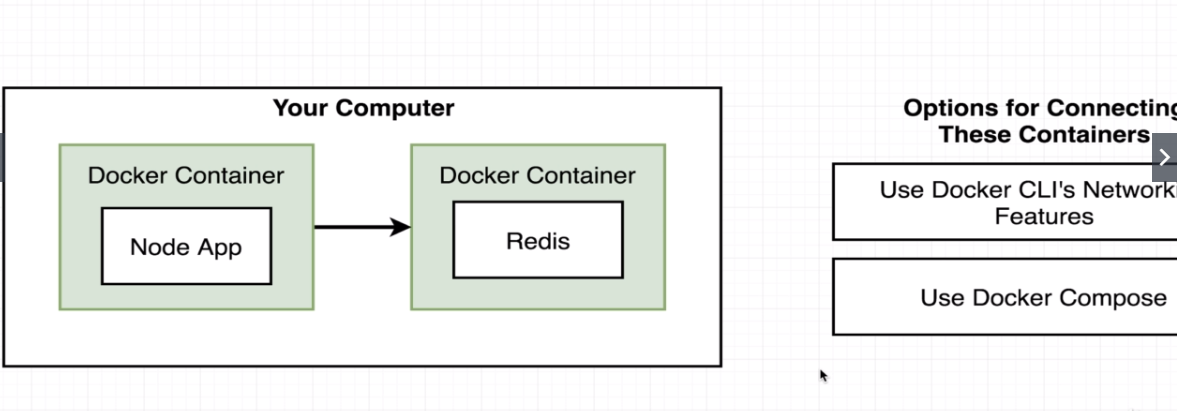 Your Computer
Docker Container
Node App
Docker Container
Redis
Options for Connecting
These Containers
Use Docker CLI's
Features
Use Docker Compose